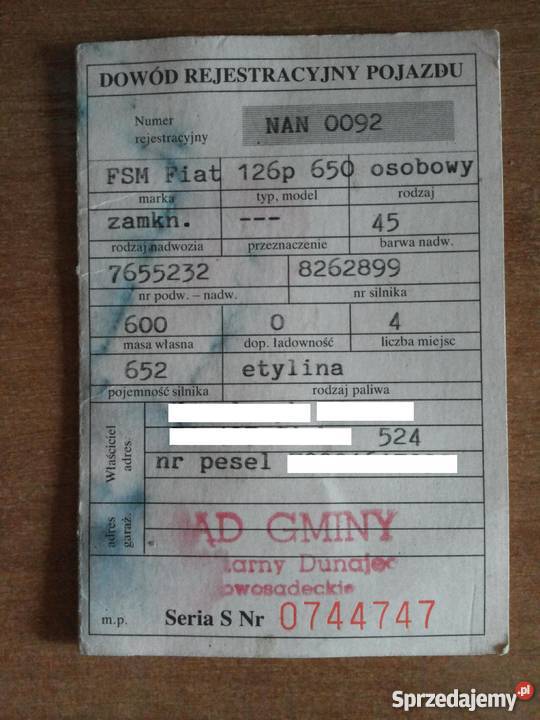 DOWÓD REJESTRACYJNY POJAZDU
Numer
rejestracyjny
NAN 0092
FSM Fiat 126p 650 osobowy
marka typ, model rodzaj
zamkn. --- 45
rodzaj nadwozia przeznaczenie barwa nadw.
7655232 8262899
nr podw. – nadw. nr silnika
600 0 4
masa własna dop. ładowność liczba miejsc
652 etylina
pojemność silnika rodzaj paliwa
Właściciel
adres
524
nr pesel
adres
garaż.
ĄD GMINY
arny Dunajec
owosądeckie
m.p. Seria S Nr 0744747
Sprzedajemy.pl